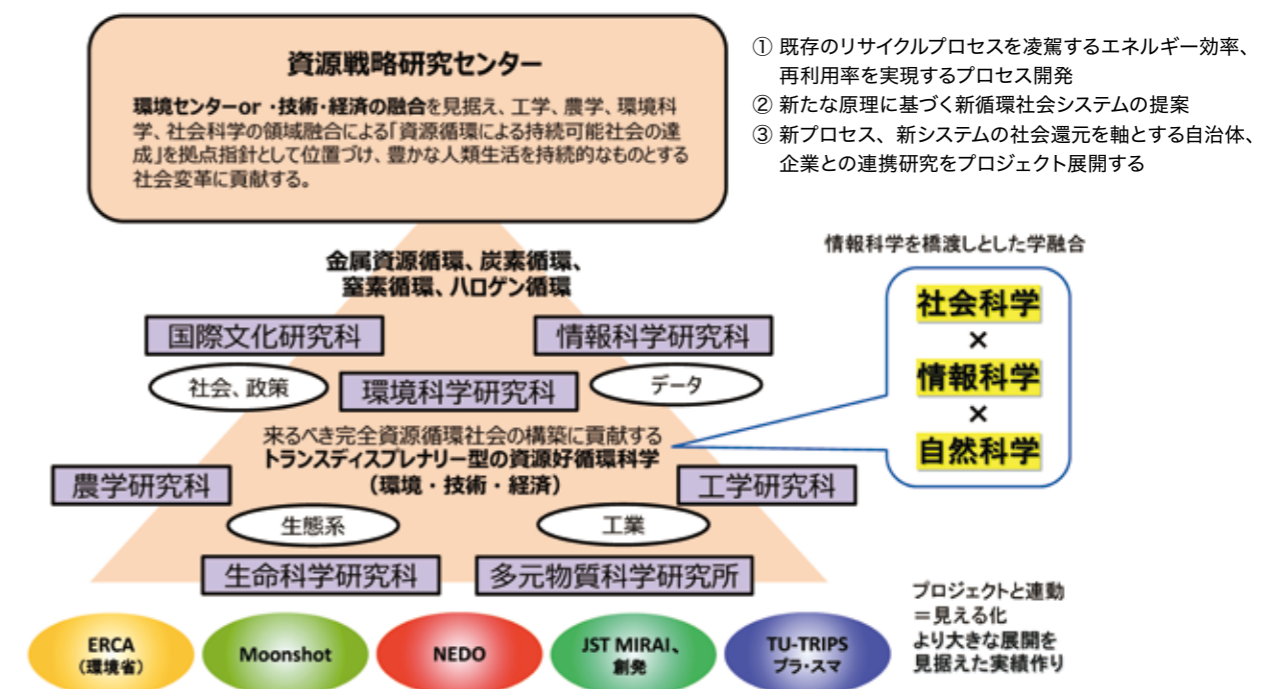 資源戦略研究センター
環境センターor ・技術・経済の融合を見据え、工学、農学、環境科
学、社会科学の領域融合による「資源循環による持続可能社会の達
成」を拠点指針として位置づけ、豊かな人類生活を持続的なものとする
社会変革に貢献する。
① 既存のリサイクルプロセスを凌駕するエネルギー効率、
再利用率を実現するプロセス開発
② 新たな原理に基づく新循環社会システムの提案
③ 新プロセス、新システムの社会還元を軸とする自治体、
企業との連携研究をプロジェクト展開する
金属資源循環、炭素循環、
窒素循環、ハロゲン循環
国際文化研究科
情報科学研究科
社会、政策
環境科学研究科
データ
来るべき完全資源循環社会の構築に貢献する
トランスディスプレナリー型の資源好循環科学
（環境・技術・経済）
農学研究科
工学研究科
生態系
工業
生命科学研究科
多元物質科学研究所
情報科学を橋渡しとした学融合
社会科学
×
情報科学
×
自然科学
ERCA
（環境省）
Moonshot
NEDO
JST MIRAI、
創発
TU-TRIPS
プラ・スマ
プロジェクトと連動
＝見える化
より大きな展開を
見据えた実績作り